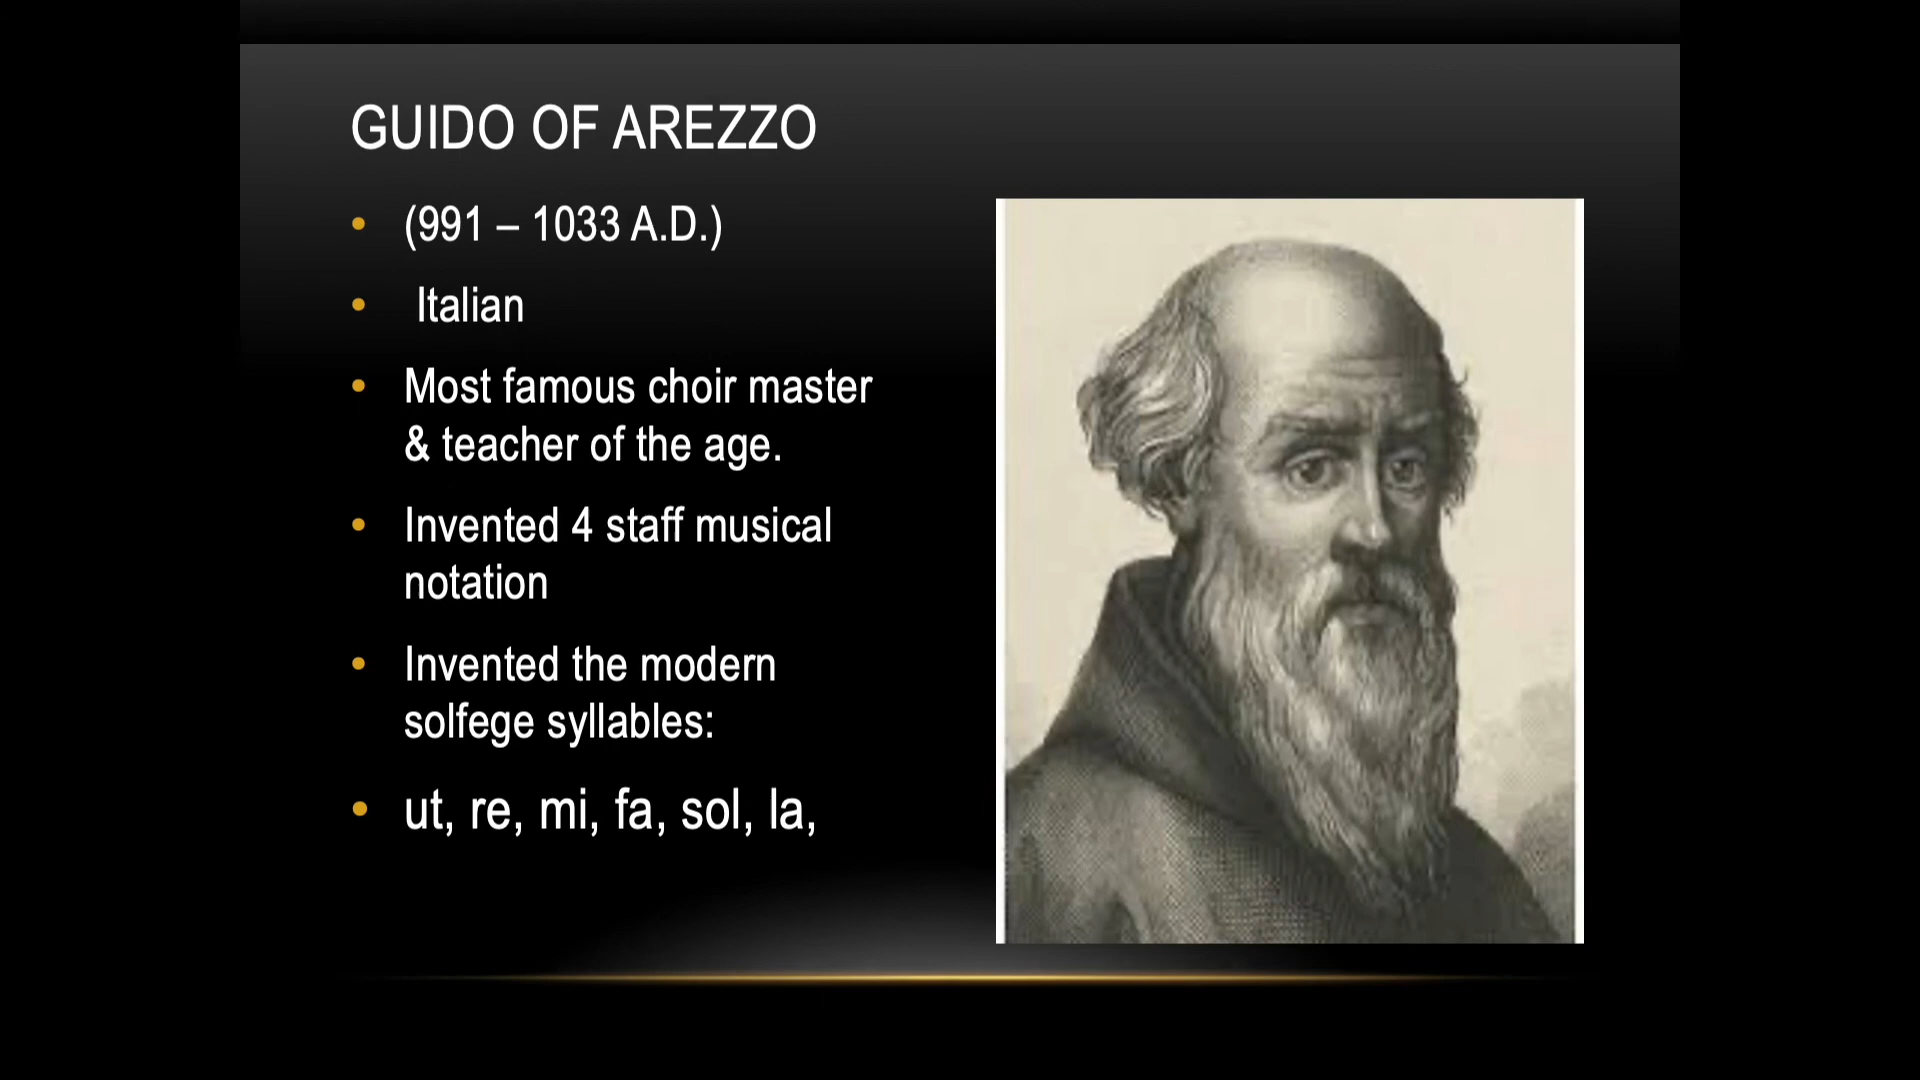 GUIDO OF AREZZO
• (991 – 1033 A.D.)
• Italian
• Most famous choir master
& teacher of the age.
• Invented 4 staff musical
notation
• Invented the modern
solfege syllables:
• ut, re, mi, fa, sol, la,